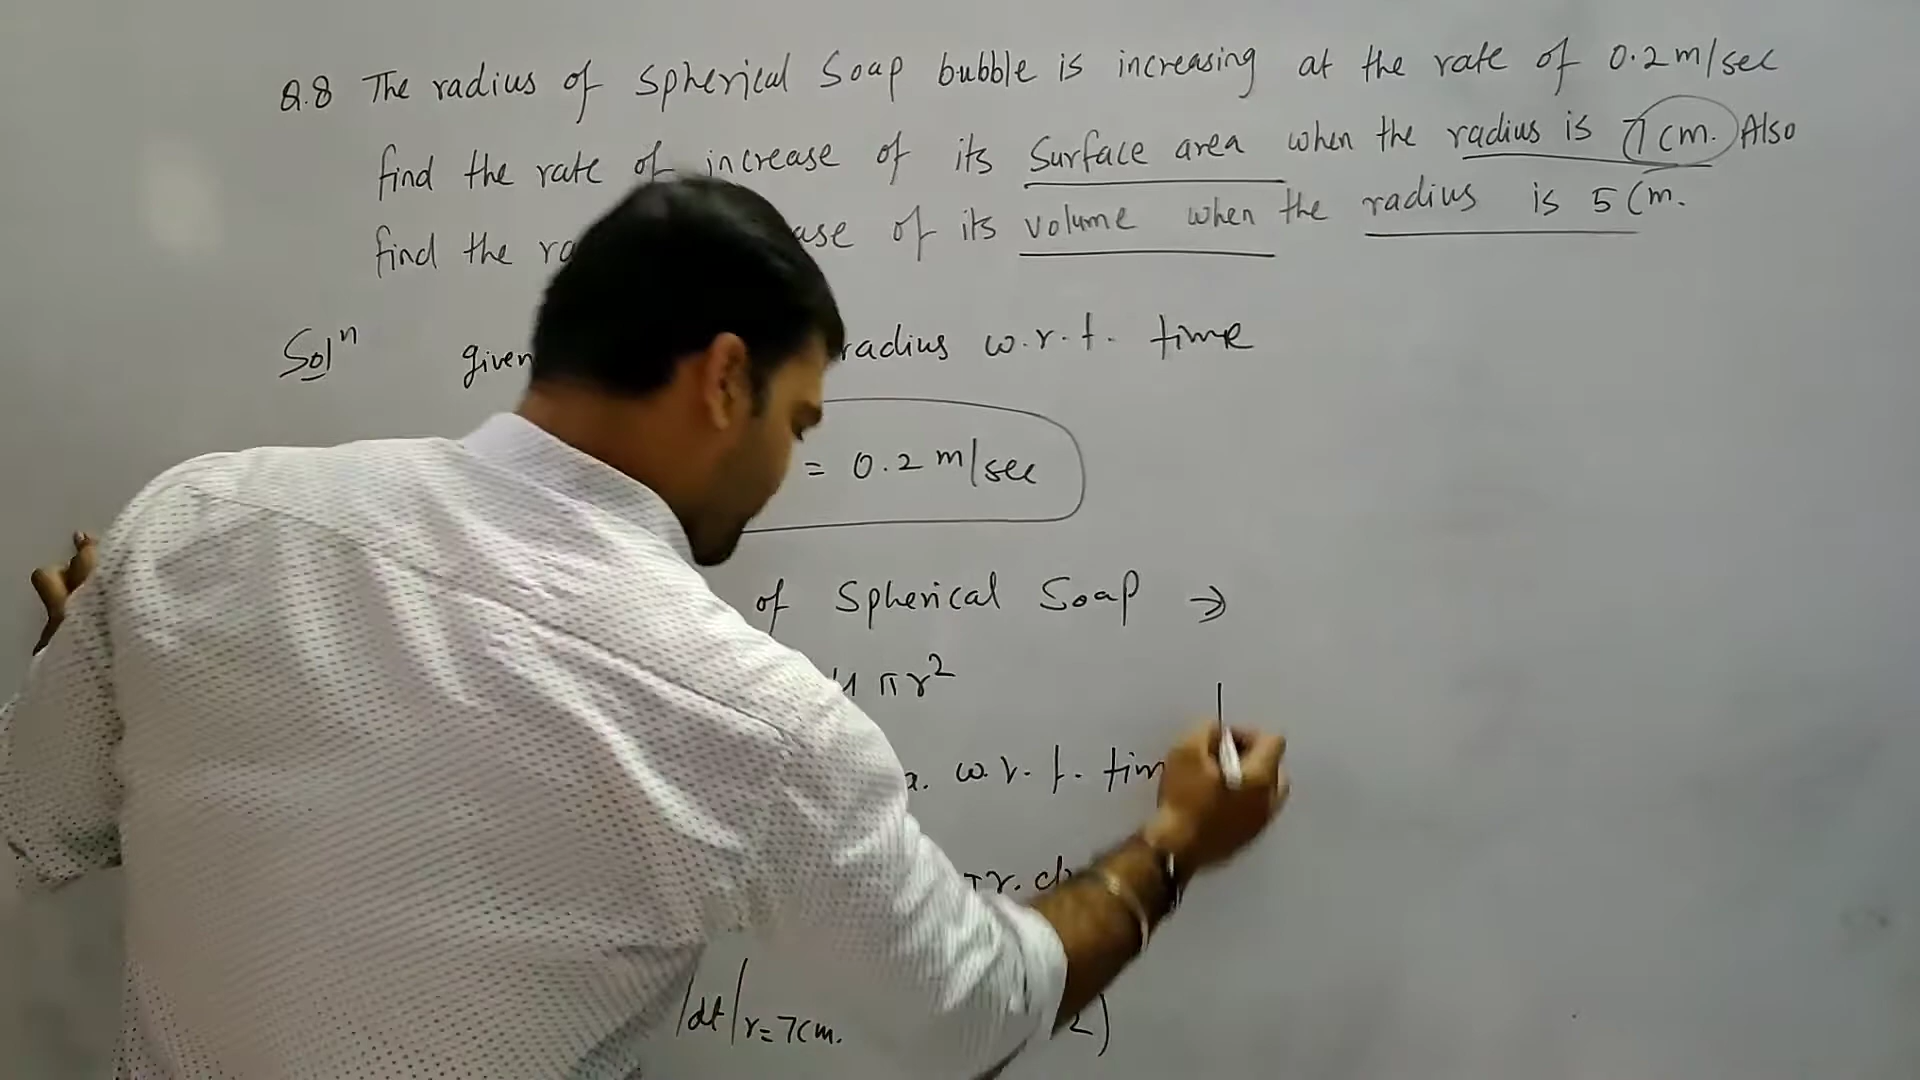 Q.8 The radius of spherical soap bubble is increasing at the rate of 0.2 m/sec
find the rate of increase of its surface area when the radius is 7 cm. Also
find the ase of its volume when the radius is 5 cm.
Solⁿ given radius w.r.t. time
= 0.2 m/sec
of spherical soap →
4 πr²
w.r.t. tim
πr.
dt)r=7cm. 2)